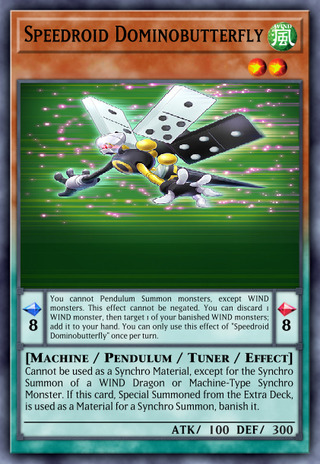 Speedroid Dominobutterfly
WIND
風
You cannot Pendulum Summon monsters, except WIND
monsters. This effect cannot be negated. You can discard 1
WIND monster, then target 1 of your banished WIND monsters;
add it to your hand. You can only use this effect of "Speedroid
Dominobutterfly" once per turn.
8
8
[Machine / Pendulum / Tuner / Effect]
Cannot be used as a Synchro Material, except for the Synchro
Summon of a WIND Dragon or Machine-Type Synchro
Monster. If this card, Special Summoned from the Extra Deck,
is used as a Material for a Synchro Summon, banish it.
ATK/ 100 DEF/ 300